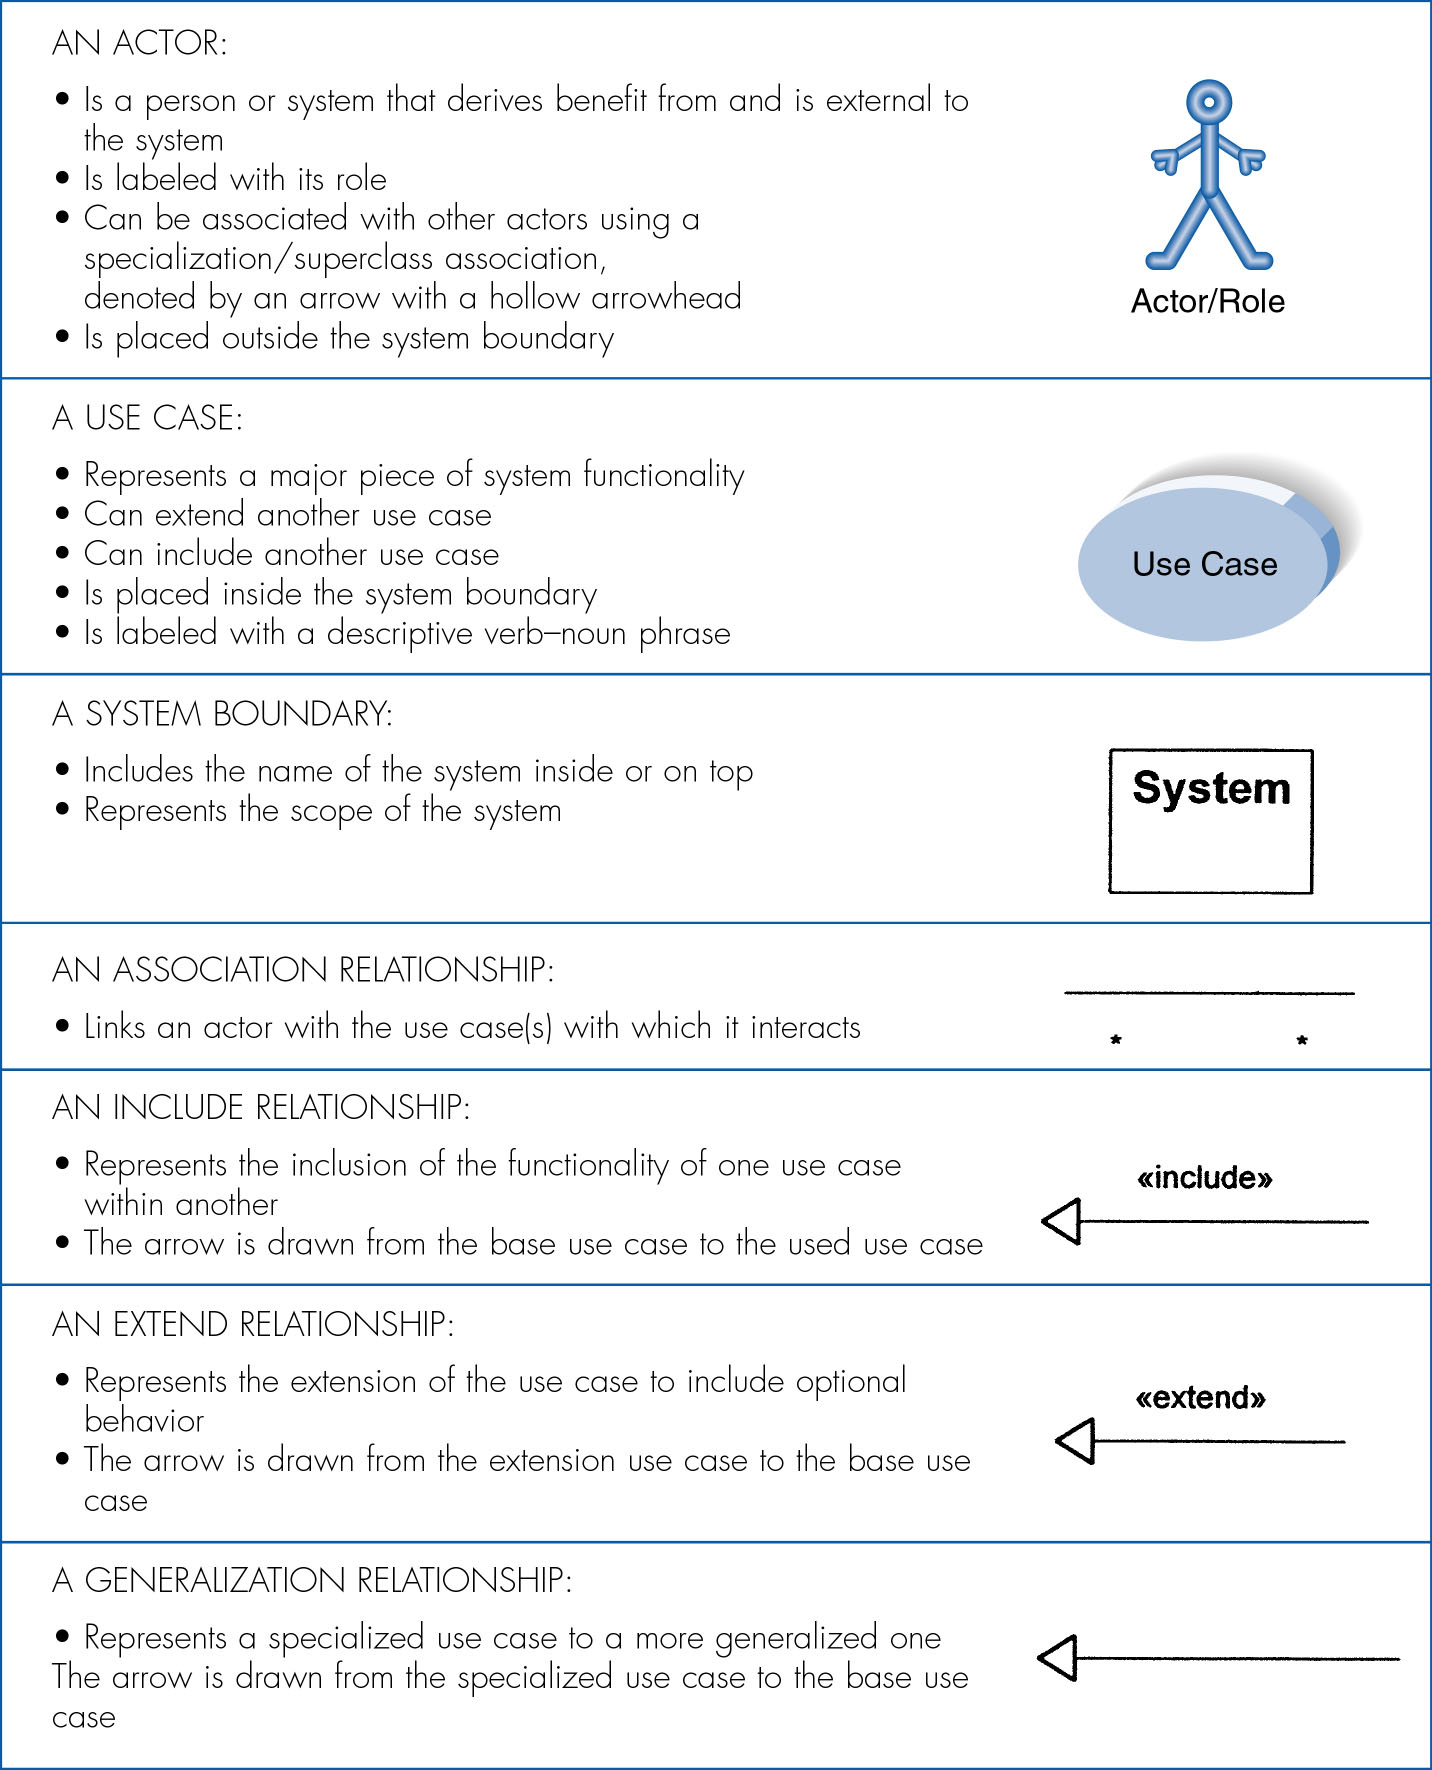 AN ACTOR:
• Is a person or system that derives benefit from and is external to
the system
• Is labeled with its role
• Can be associated with other actors using a
specialization/superclass association,
denoted by an arrow with a hollow arrowhead
• Is placed outside the system boundary
Actor/Role
A USE CASE:
• Represents a major piece of system functionality
• Can extend another use case
• Can include another use case
• Is placed inside the system boundary
• Is labeled with a descriptive verb–noun phrase
Use Case
A SYSTEM BOUNDARY:
• Includes the name of the system inside or on top
• Represents the scope of the system
System
AN ASSOCIATION RELATIONSHIP:
• Links an actor with the use case(s) with which it interacts
* *
AN INCLUDE RELATIONSHIP:
• Represents the inclusion of the functionality of one use case
within another
• The arrow is drawn from the base use case to the used use case
«include»
AN EXTEND RELATIONSHIP:
• Represents the extension of the use case to include optional
behavior
• The arrow is drawn from the extension use case to the base use
case
«extend»
A GENERALIZATION RELATIONSHIP:
• Represents a specialized use case to a more generalized one
The arrow is drawn from the specialized use case to the base use
case